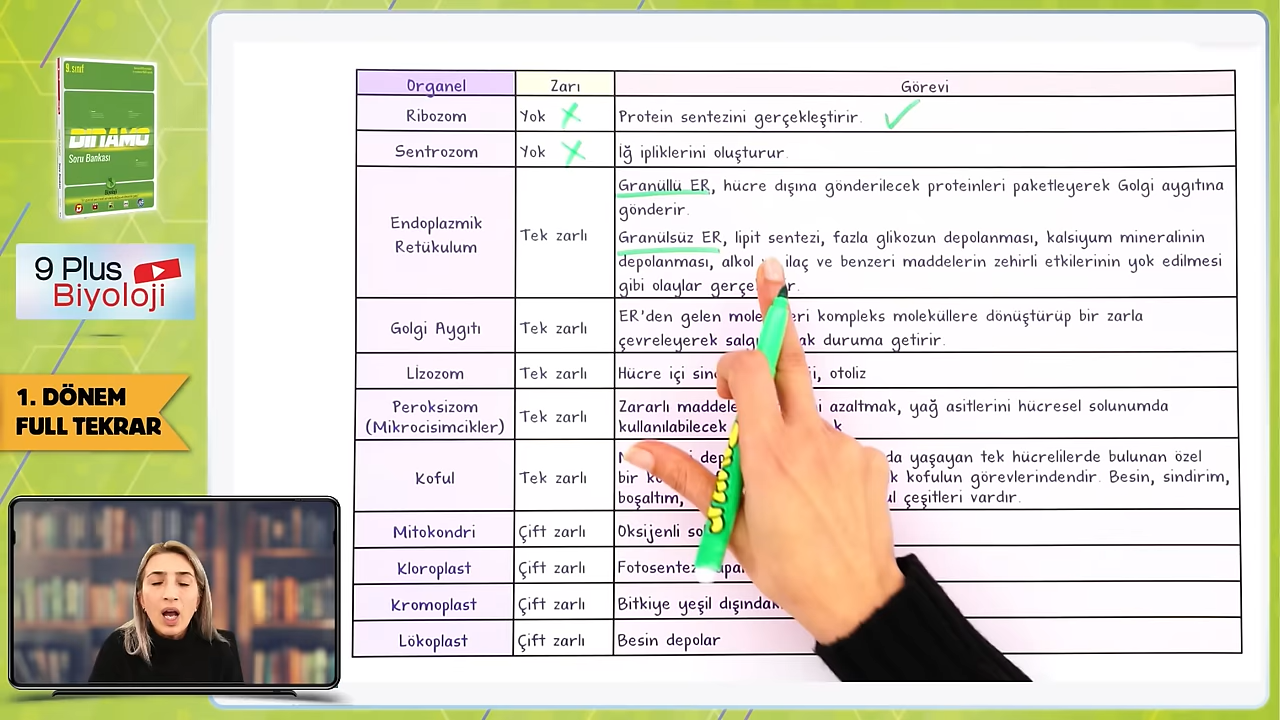 9. sınıf
DINAMO
Soru Bankası
9 Plus
Biyoloji
1. DÖNEM
FULL TEKRAR
Organel Zarı Görevi
Ribozom Yok Protein sentezini gerçekleştirir.
Sentrozom Yok İğ ipliklerini oluşturur.
Endoplazmik
Retükulum
Tek zarlı
Granüllü ER, hücre dışına gönderilecek proteinleri paketleyerek Golgi aygıtına
gönderir.
Granülsüz ER, lipit sentezi, fazla glikozun depolanması, kalsiyum mineralinin
depolanması, alkol ilaç ve benzeri maddelerin zehirli etkilerinin yok edilmesi
gibi olaylar
Golgi Aygıtı Tek zarlı
ER'den gelen kompleks moleküllere dönüştürüp bir zarla
çevreleyerek duruma getirir.
Lizozom Tek zarlı Hücre içi otoliz
Peroksizom
(Mikrocisimcikler)
Tek zarlı
Zararlı azaltmak, yağ asitlerini hücresel solunumda
kullanılabilecek
Koful Tek zarlı
yaşayan tek hücrelilerde bulunan özel
bir kofulun görevlerindendir. Besin, sindirim,
boşaltım, çeşitleri vardır.
Mitokondri Çift zarlı Oksijenli
Kloroplast Çift zarlı
Kromoplast Çift zarlı Bitkiye yeşil
Lökoplast Çift zarlı Besin depolar